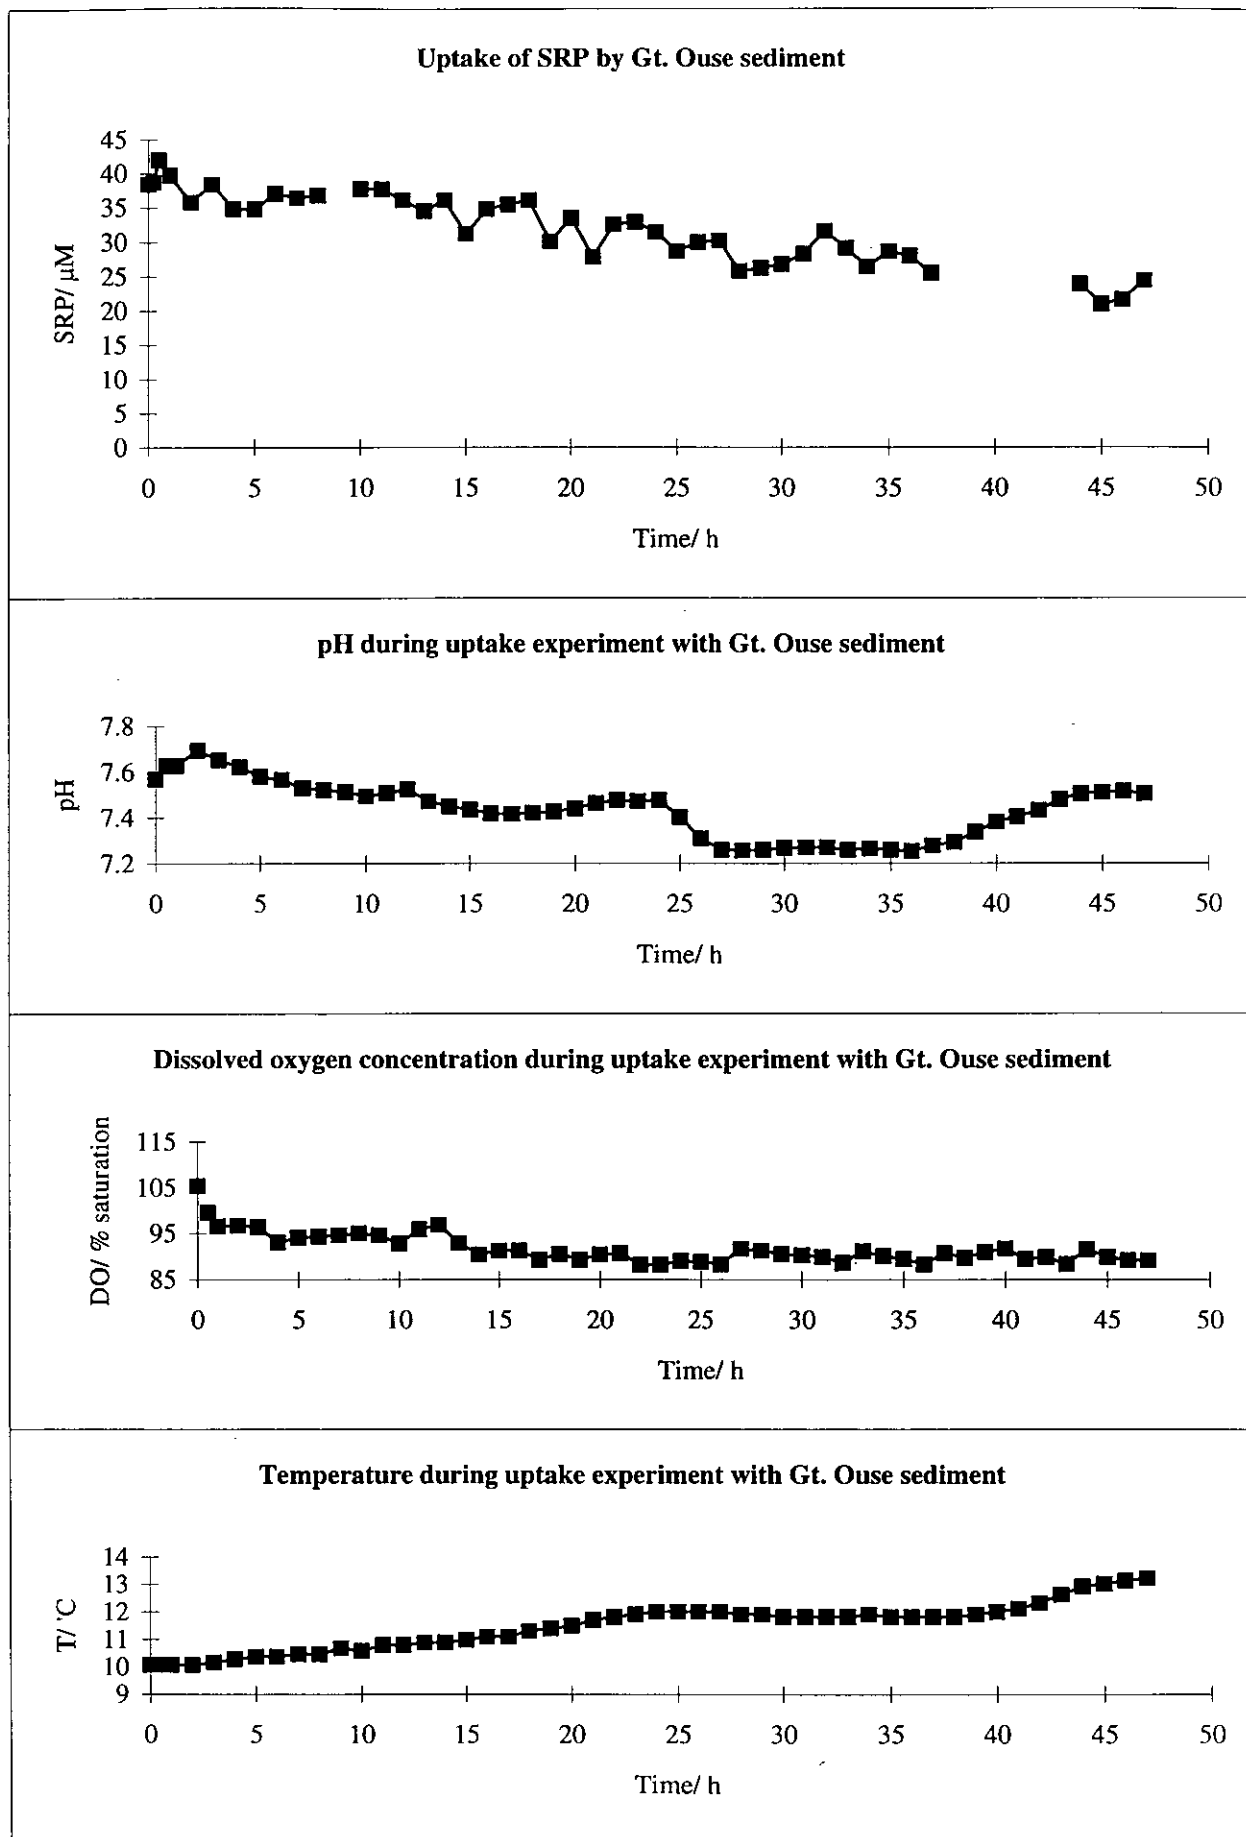 Uptake of SRP by Gt. Ouse sediment
45
40
35
30
25
20
15
10
5
0
SRP/ μM
0 5 10 15 20 25 30 35 40 45 50
Time/ h
pH during uptake experiment with Gt. Ouse sediment
7.8
7.6
7.4
7.2
pH
0 5 10 15 20 25 30 35 40 45 50
Time/ h
Dissolved oxygen concentration during uptake experiment with Gt. Ouse sediment
115
105
95
85
DO/ % saturation
0 5 10 15 20 25 30 35 40 45 50
Time/ h
Temperature during uptake experiment with Gt. Ouse sediment
14
13
12
11
10
9
T/ °C
0 5 10 15 20 25 30 35 40 45 50
Time/ h